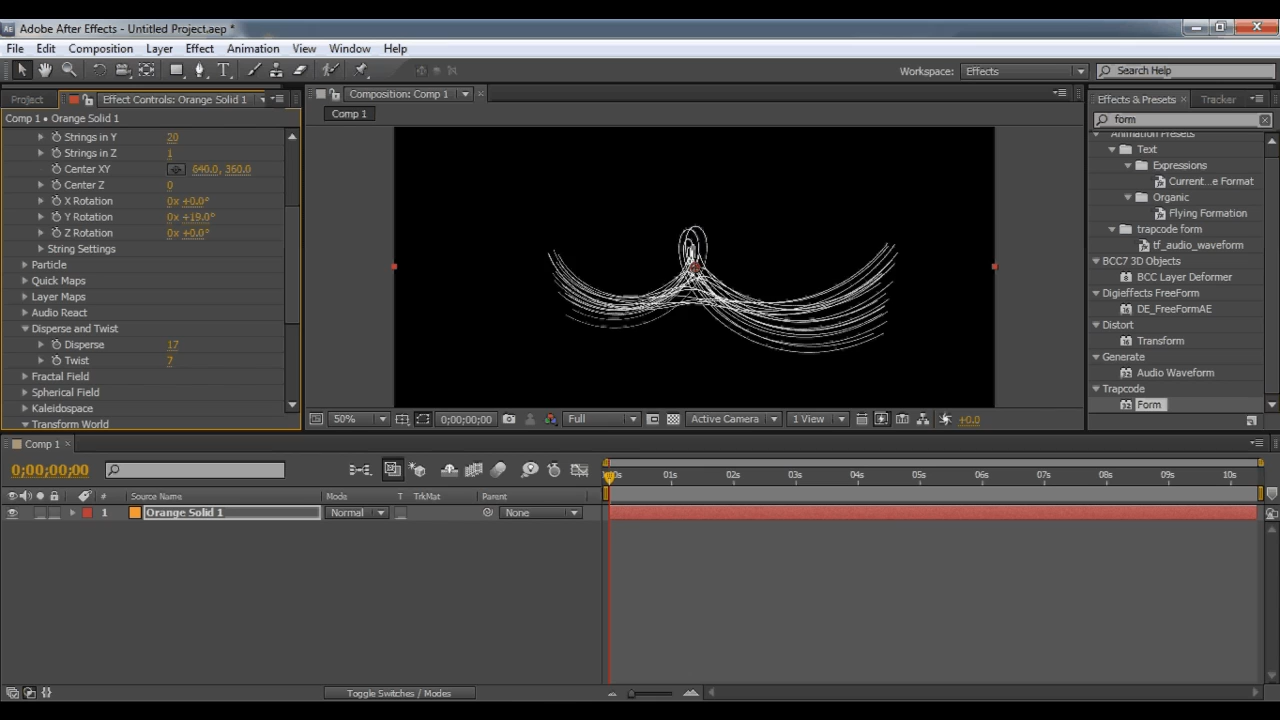 AE Adobe After Effects - Untitled Project.aep *
File Edit Composition Layer Effect Animation View Window Help
Workspace: Effects
Search Help
Project Effect Controls: Orange Solid 1
Comp 1 • Orange Solid 1
Strings in Y 20
Strings in Z 1
Center XY 640.0, 360.0
Center Z 0
X Rotation 0x +0.0°
Y Rotation 0x +19.0°
Z Rotation 0x +0.0°
String Settings
Particle
Quick Maps
Layer Maps
Audio React
Disperse and Twist
Disperse 17
Twist 7
Fractal Field
Spherical Field
Kaleidospace
Transform World
Composition: Comp 1
Comp 1
50% 0;00;00;00 Full Active Camera 1 View +0.0
Effects & Presets Tracker
form
Animation Presets
Text
Expressions
Current...e Format
Organic
Flying Formation
trapcode form
tf_audio_waveform
BCC7 3D Objects
BCC Layer Deformer
Digieffects FreeForm
DE_FreeFormAE
Distort
Transform
Generate
Audio Waveform
Trapcode
Form
Comp 1
0;00;00;00
01s 02s 03s 04s 05s 06s 07s 08s 09s 10s
# Source Name Mode T TrkMat Parent
1 Orange Solid 1 Normal None
Toggle Switches / Modes